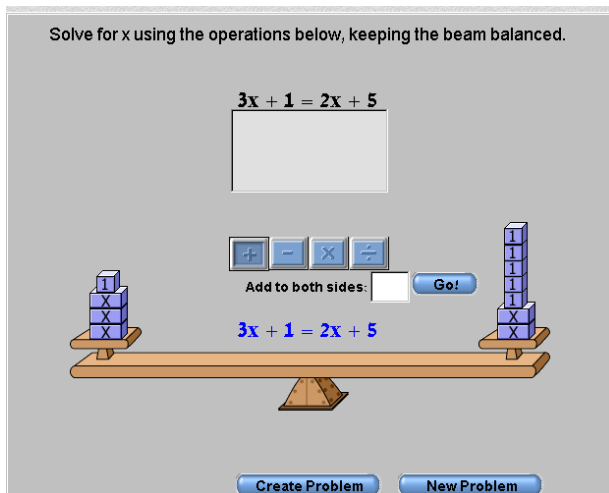 Solve for x using the operations below, keeping the beam balanced.
3x + 1 = 2x + 5
+ − × ÷
Add to both sides: Go!
3x + 1 = 2x + 5
1
X
X
X
1
1
1
1
1
X
X
Create Problem New Problem